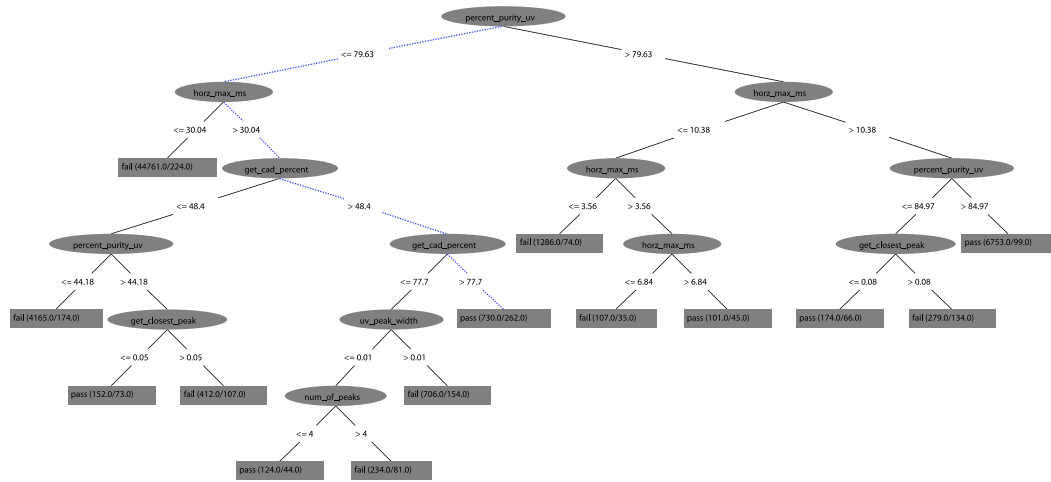 percent_purity_uv
<= 79.63
> 79.63
horz_max_ms
horz_max_ms
<= 30.04
> 30.04
<= 10.38
> 10.38
fail (44761.0/224.0)
get_cad_percent
horz_max_ms
percent_purity_uv
<= 48.4
> 48.4
<= 3.56
> 3.56
<= 84.97
> 84.97
percent_purity_uv
get_cad_percent
fail (1286.0/74.0)
horz_max_ms
get_closest_peak
pass (6753.0/99.0)
<= 44.18
> 44.18
<= 77.7
> 77.7
<= 6.84
> 6.84
<= 0.08
> 0.08
fail (4165.0/174.0)
get_closest_peak
uv_peak_width
pass (730.0/262.0)
fail (107.0/35.0)
pass (101.0/45.0)
pass (174.0/66.0)
fail (279.0/134.0)
<= 0.05
> 0.05
<= 0.01
> 0.01
pass (152.0/73.0)
fail (412.0/107.0)
num_of_peaks
fail (706.0/154.0)
<= 4
> 4
pass (124.0/44.0)
fail (234.0/81.0)